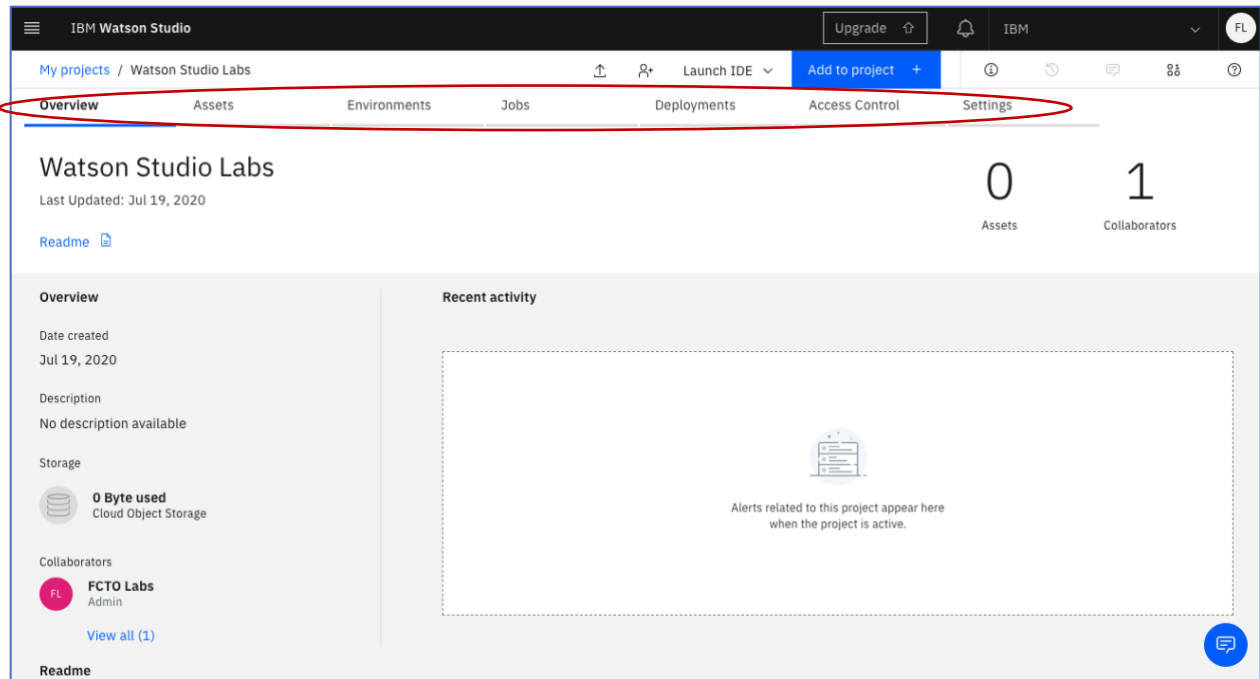 IBM Watson Studio
Upgrade
IBM
FL
My projects / Watson Studio Labs
Launch IDE
Add to project +
Overview
Assets
Environments
Jobs
Deployments
Access Control
Settings
Watson Studio Labs
Last Updated: Jul 19, 2020
Readme
0
Assets
1
Collaborators
Overview
Date created
Jul 19, 2020
Description
No description available
Storage
0 Byte used
Cloud Object Storage
Collaborators
FL
FCTO Labs
Admin
View all (1)
Readme
Recent activity
Alerts related to this project appear here
when the project is active.